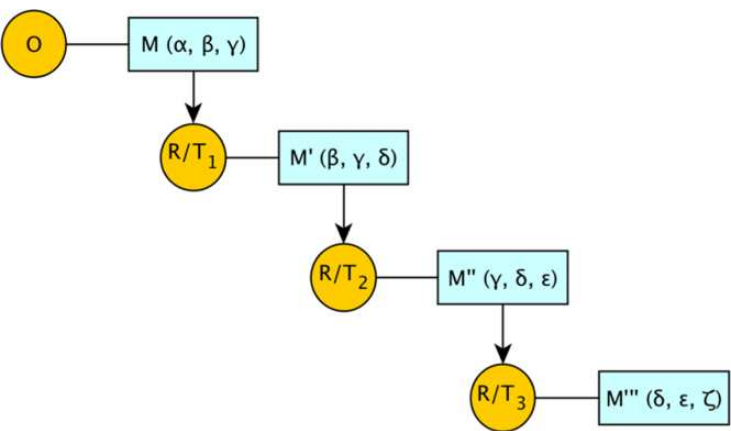 O
M (α, β, γ)
R/T₁
M' (β, γ, δ)
R/T₂
M'' (γ, δ, ε)
R/T₃
M''' (δ, ε, ζ)